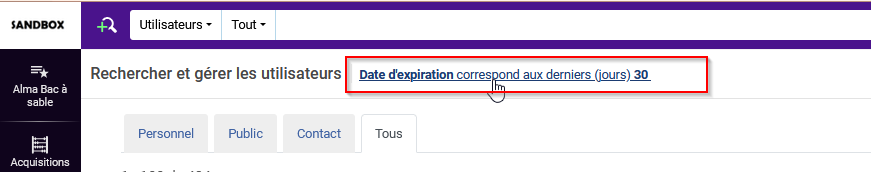 SANDBOX
Utilisateurs
Tout
Alma Bac à
sable
Acquisitions
Rechercher et gérer les utilisateurs Date d'expiration correspond aux derniers (jours) 30
Personnel
Public
Contact
Tous